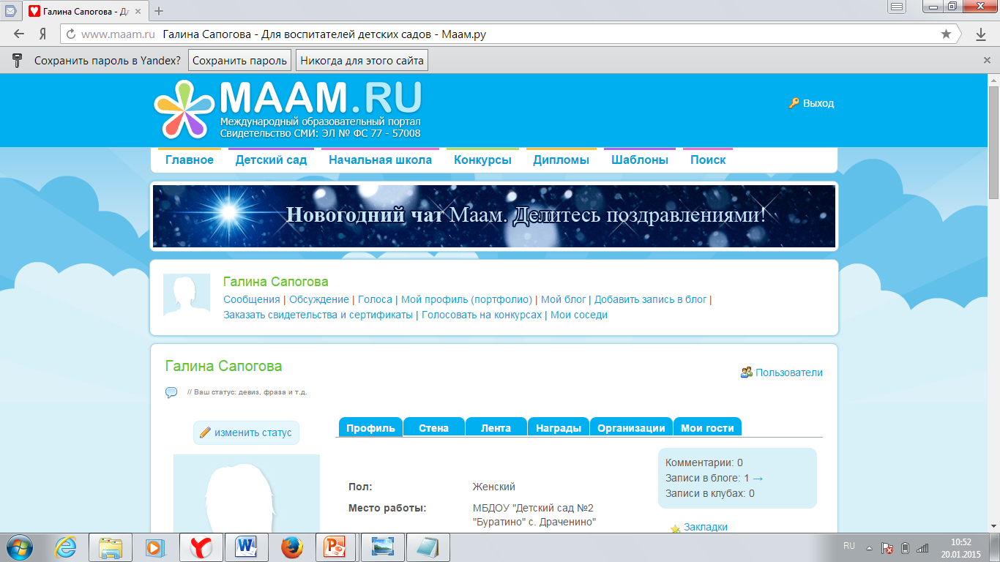 Галина Сапогова - Дл
www.maam.ru Галина Сапогова - Для воспитателей детских садов - Маам.ру
Сохранить пароль в Yandex? Сохранить пароль Никогда для этого сайта
MAAM.RU
Международный образовательный портал
Свидетельство СМИ: ЭЛ № ФС 77 - 57008
Выход
Главное Детский сад Начальная школа Конкурсы Дипломы Шаблоны Поиск
Новогодний чат Маам. Делитесь поздравлениями!
Галина Сапогова
Сообщения | Обсуждение | Голоса | Мой профиль (портфолио) | Мой блог | Добавить запись в блог |
Заказать свидетельства и сертификаты | Голосовать на конкурсах | Мои соседи
Галина Сапогова
Пользователи
// Ваш статус: девиз, фраза и т.д.
изменить статус
Профиль Стена Лента Награды Организации Мои гости
Комментарии: 0
Записи в блоге: 1 →
Записи в клубах: 0
Пол: Женский
Место работы: МБДОУ "Детский сад №2
"Буратино" с. Драченино"
Закладки
RU
10:52
20.01.2015